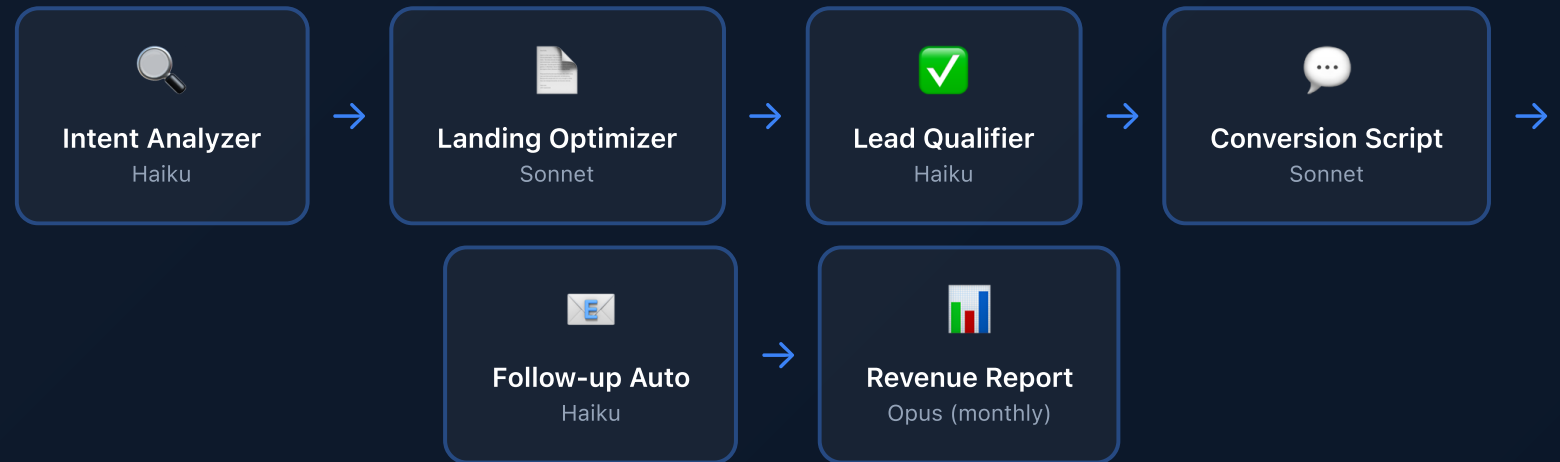 Intent Analyzer
Haiku
Landing Optimizer
Sonnet
Lead Qualifier
Haiku
Conversion Script
Sonnet
Follow-up Auto
Haiku
Revenue Report
Opus (monthly)